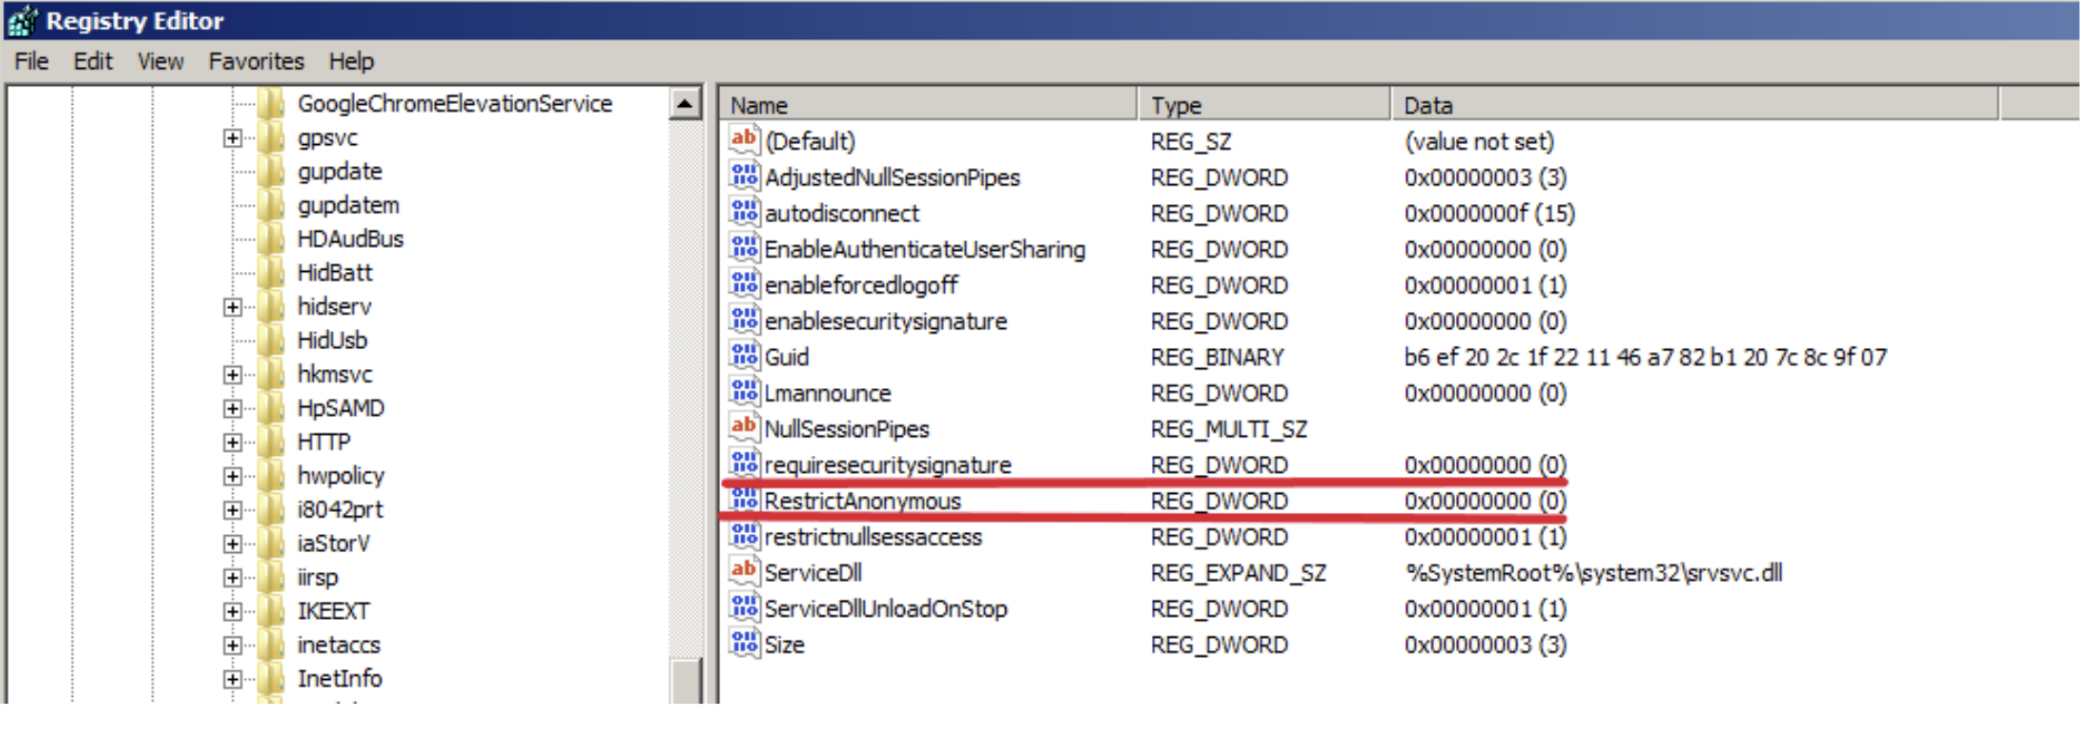 Registry Editor
File Edit View Favorites Help
GoogleChromeElevationService
gpsvc
gupdate
gupdatem
HDAudBus
HidBatt
hidserv
HidUsb
hkmsvc
HpSAMD
HTTP
hwpolicy
i8042prt
iaStorV
iirsp
IKEEXT
inetaccs
InetInfo
Name Type Data
(Default) REG_SZ (value not set)
AdjustedNullSessionPipes REG_DWORD 0x00000003 (3)
autodisconnect REG_DWORD 0x0000000f (15)
EnableAuthenticateUserSharing REG_DWORD 0x00000000 (0)
enableforcedlogoff REG_DWORD 0x00000001 (1)
enablesecuritysignature REG_DWORD 0x00000000 (0)
Guid REG_BINARY b6 ef 20 2c 1f 22 11 46 a7 82 b1 20 7c 8c 9f 07
Lmannounce REG_DWORD 0x00000000 (0)
NullSessionPipes REG_MULTI_SZ
requiresecuritysignature REG_DWORD 0x00000000 (0)
RestrictAnonymous REG_DWORD 0x00000000 (0)
restrictnullsessaccess REG_DWORD 0x00000001 (1)
ServiceDll REG_EXPAND_SZ %SystemRoot%\system32\srvsvc.dll
ServiceDllUnloadOnStop REG_DWORD 0x00000001 (1)
Size REG_DWORD 0x00000003 (3)